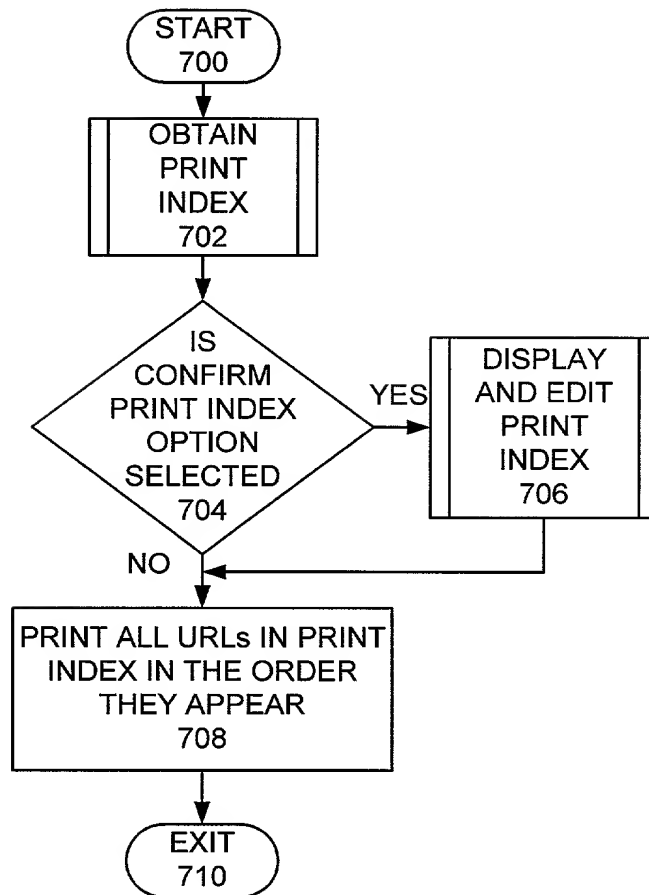 START
700
OBTAIN
PRINT
INDEX
702
IS
CONFIRM
PRINT INDEX
OPTION
SELECTED
704
YES
DISPLAY
AND EDIT
PRINT
INDEX
706
NO
PRINT ALL URLs IN PRINT
INDEX IN THE ORDER
THEY APPEAR
708
EXIT
710